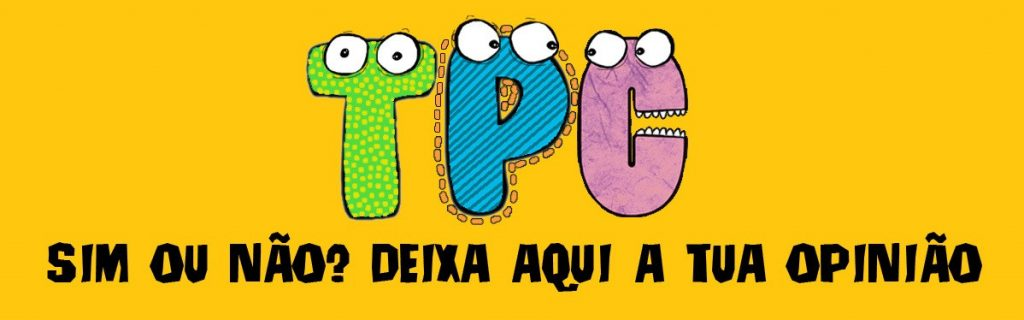 TPC
SIM OU NÃO? DEIXA AQUI A TUA OPINIÃO